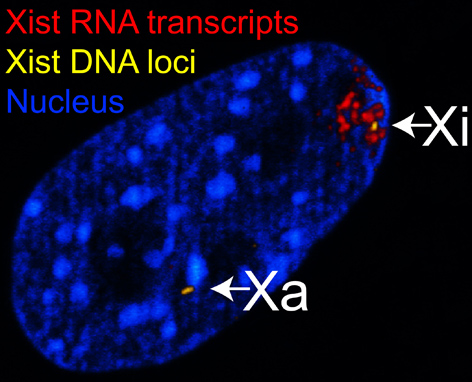 Xist RNA transcripts
Xist DNA loci
Nucleus
Xi
Xa